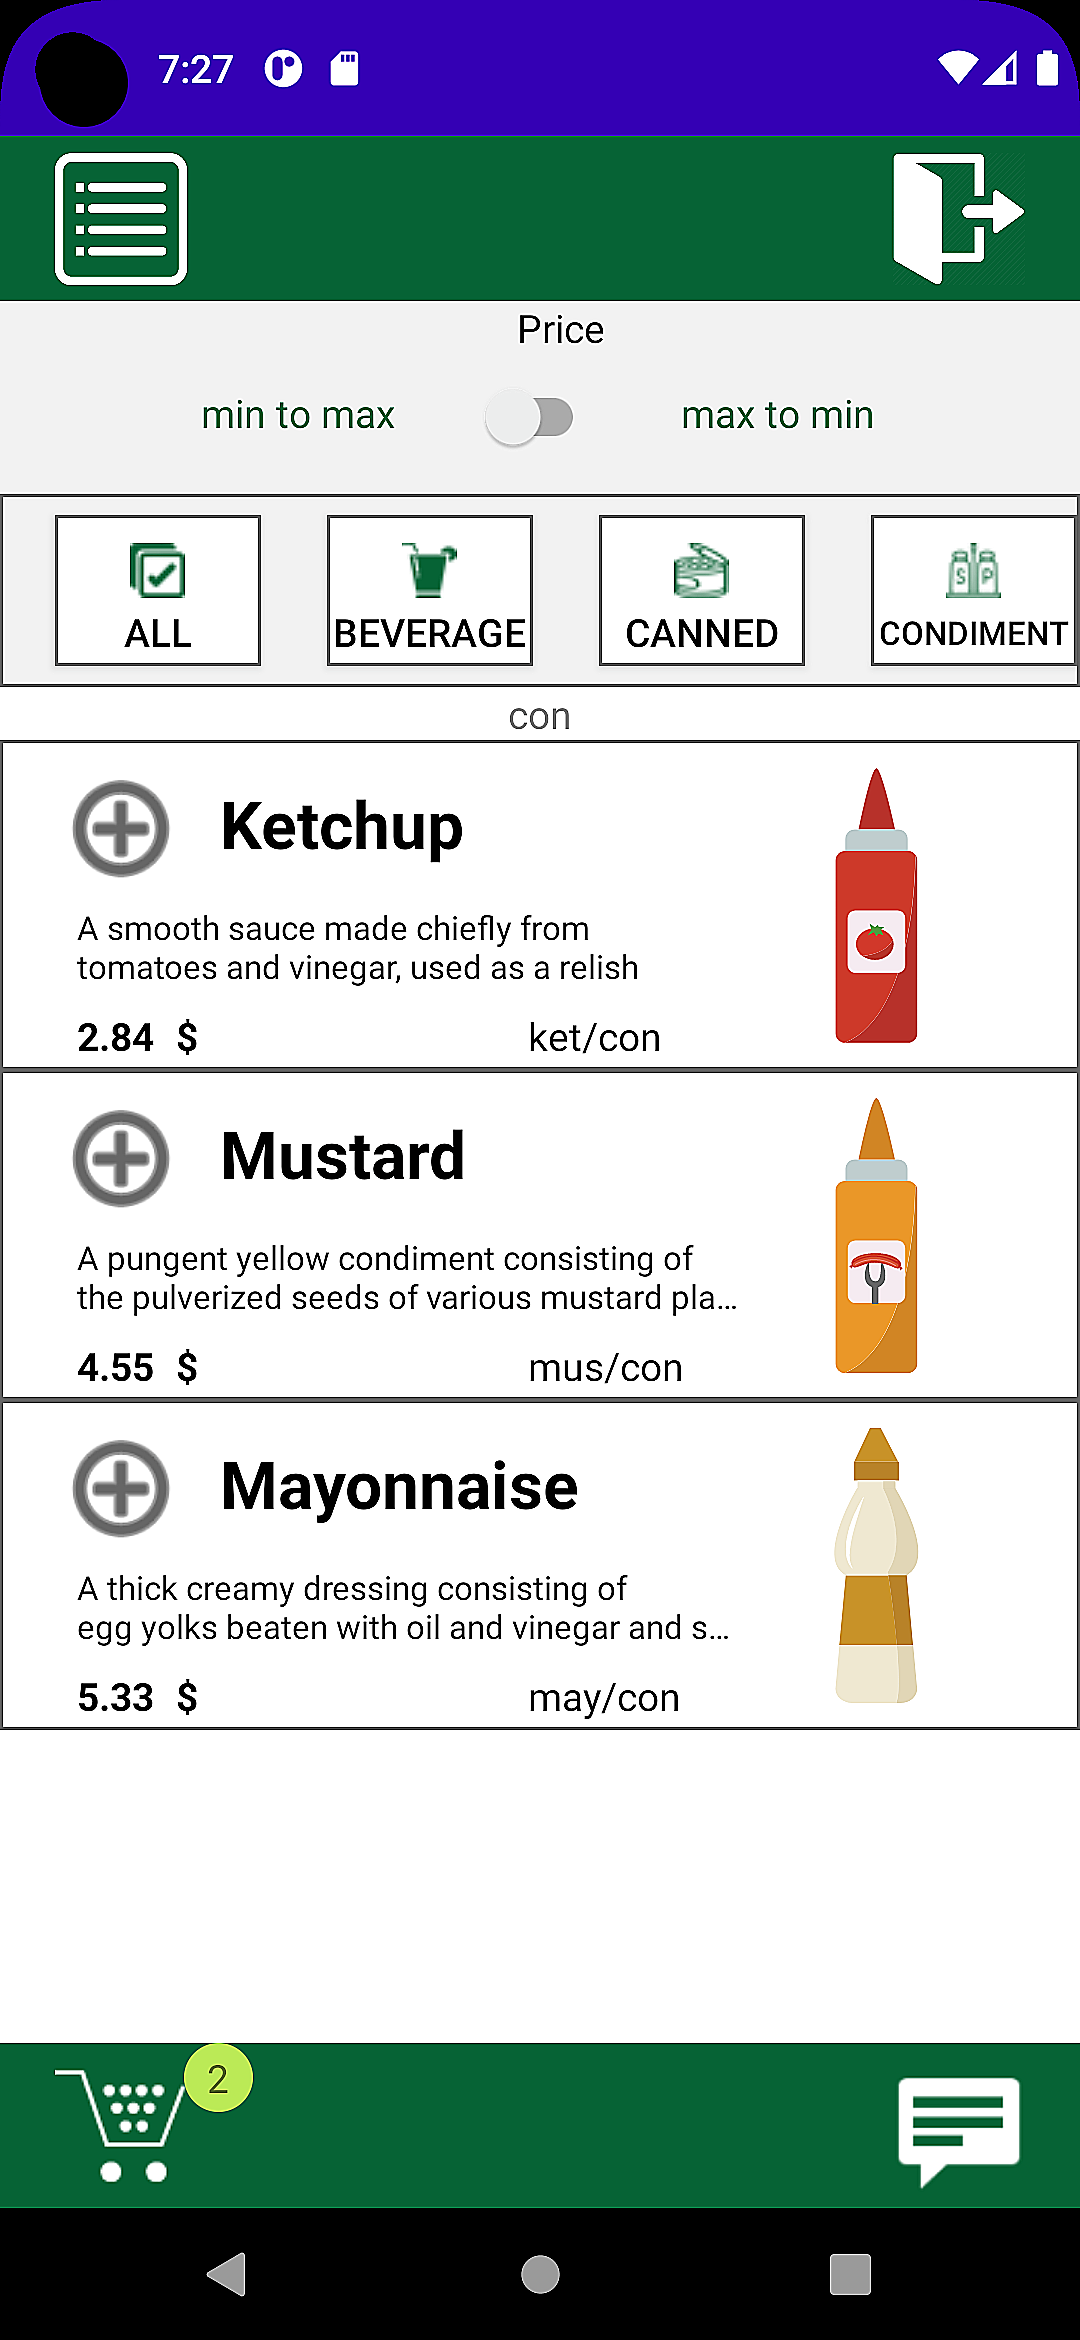 7:27
Price
min to max
max to min
ALL
BEVERAGE
CANNED
S P
CONDIMENT
con
Ketchup
A smooth sauce made chiefly from
tomatoes and vinegar, used as a relish
2.84 $
ket/con
Mustard
A pungent yellow condiment consisting of
the pulverized seeds of various mustard pla...
4.55 $
mus/con
Mayonnaise
A thick creamy dressing consisting of
egg yolks beaten with oil and vinegar and s...
5.33 $
may/con
2